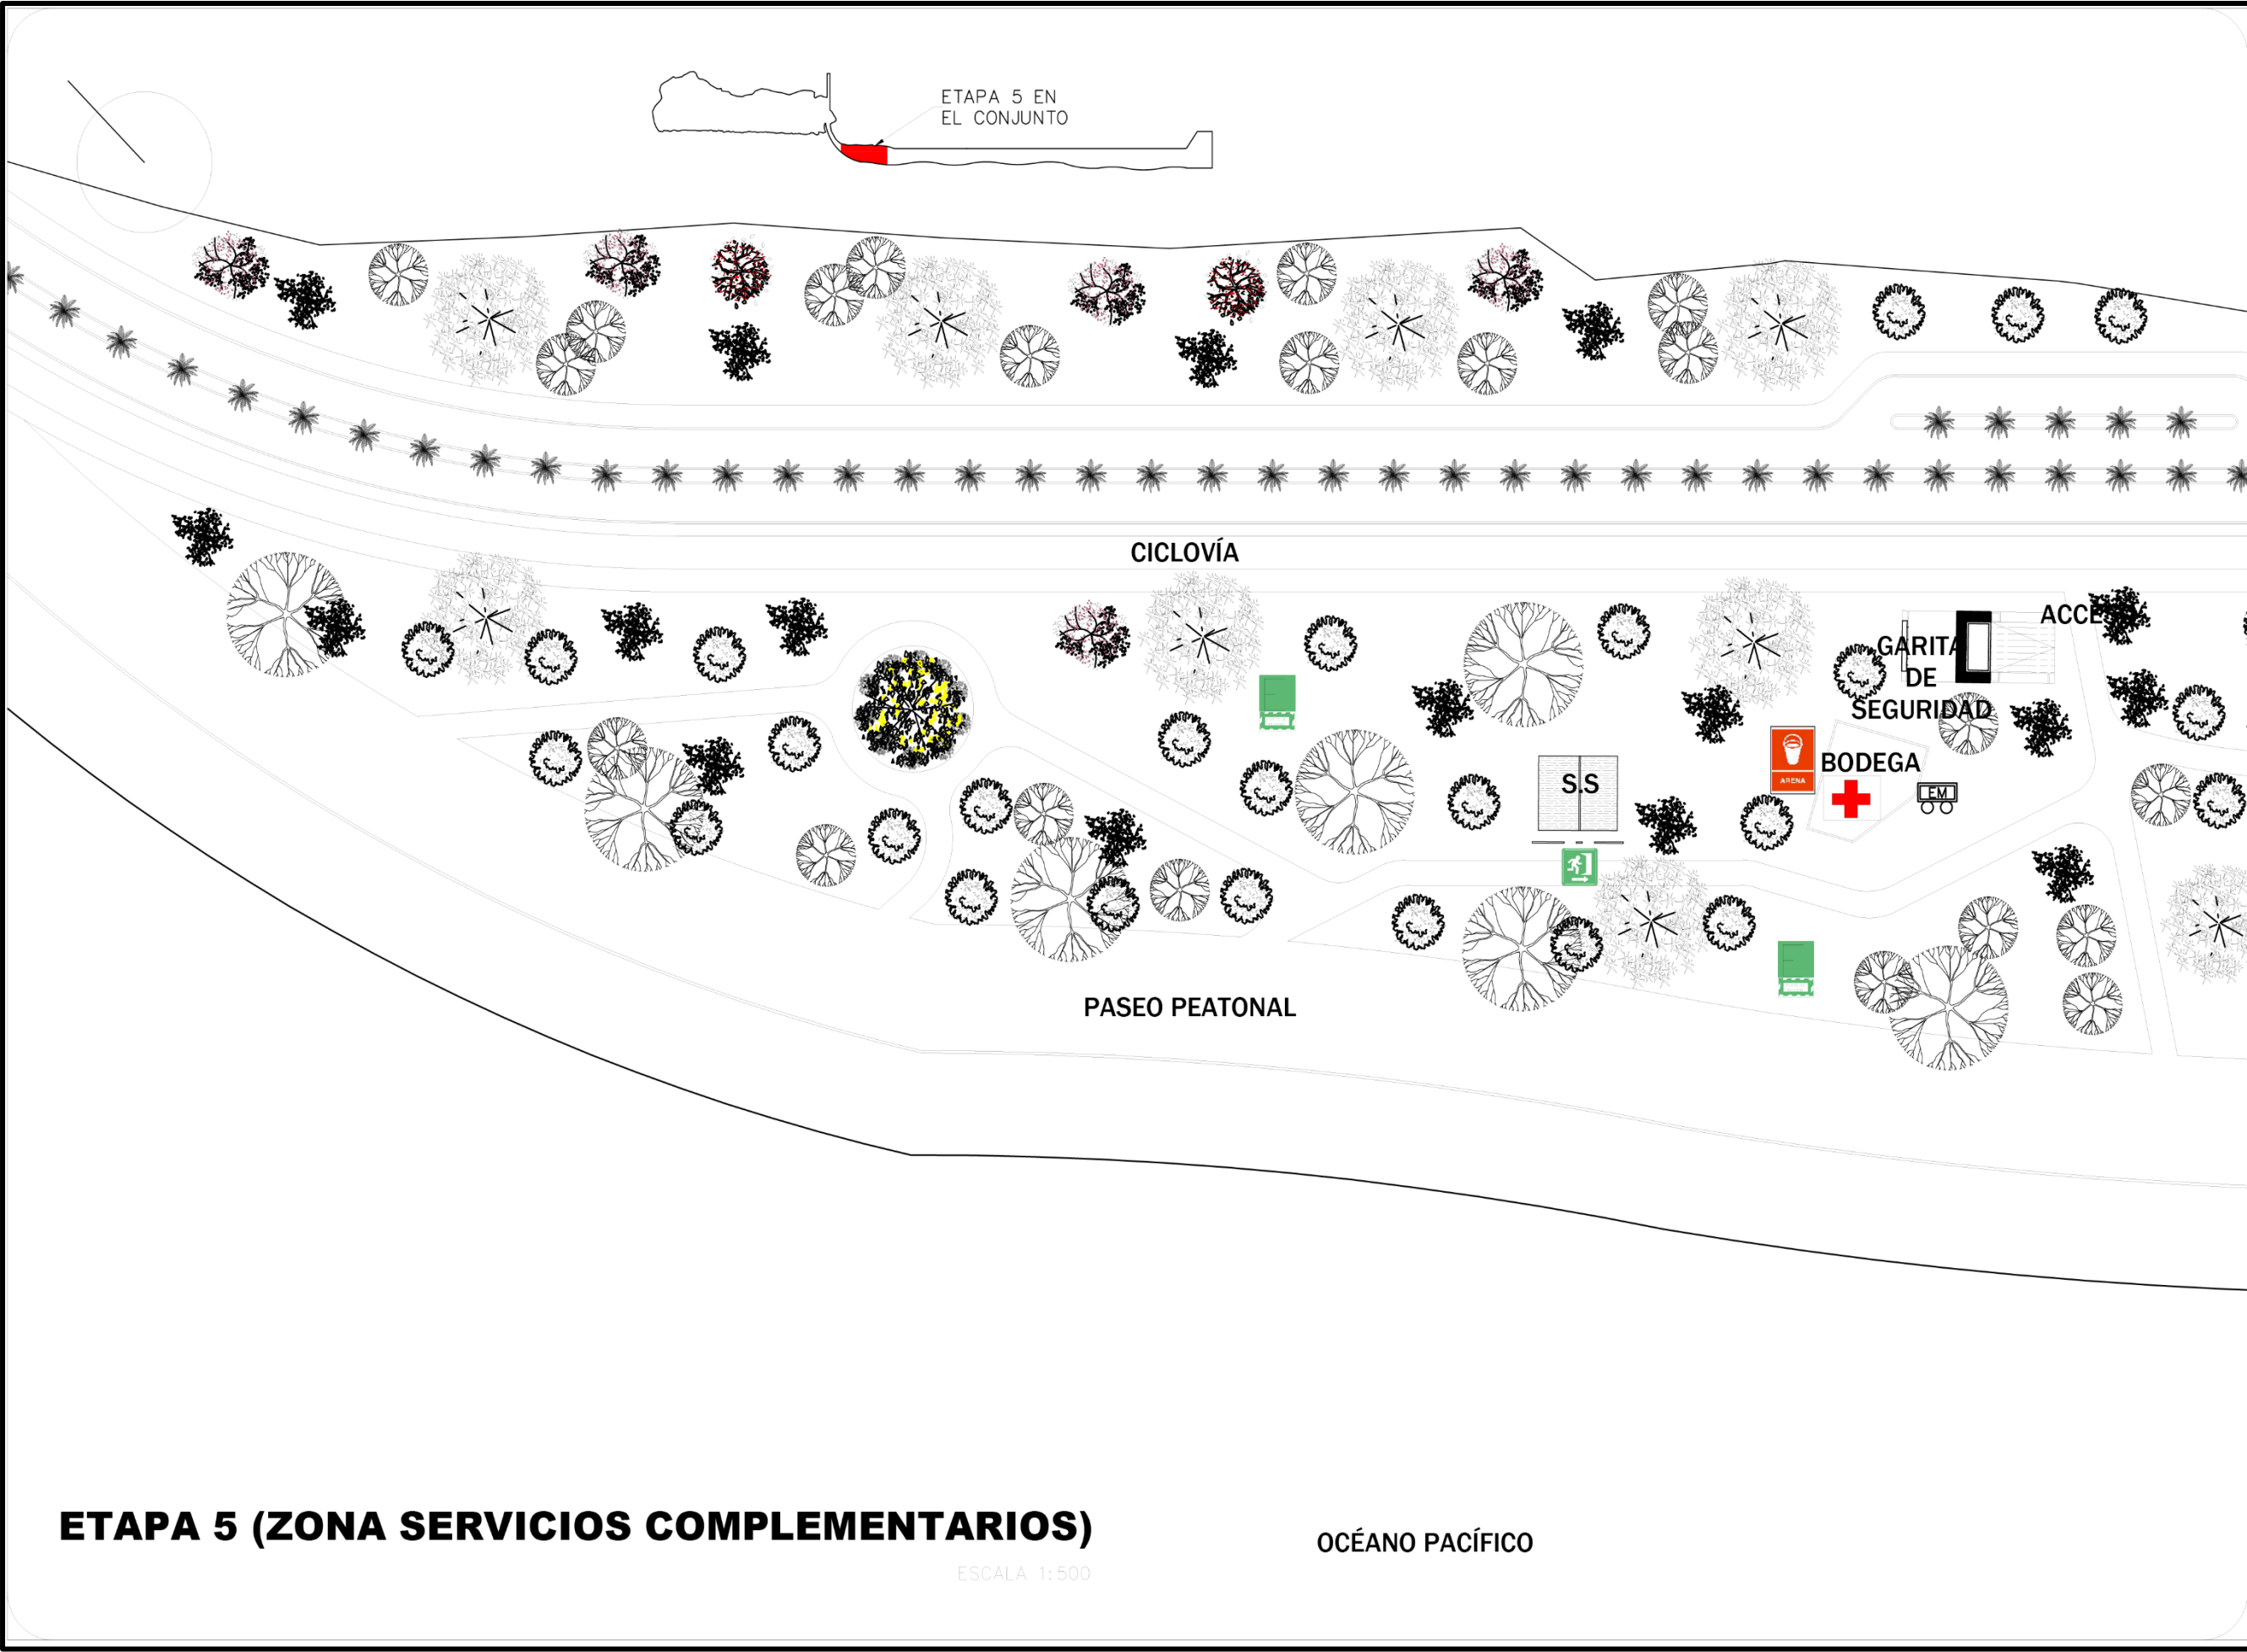 ETAPA 5 EN
EL CONJUNTO
CICLOVÍA
GARITA
DE
SEGURIDAD
S.S
ARENA
BODEGA
EM
PASEO PEATONAL
ETAPA 5 (ZONA SERVICIOS COMPLEMENTARIOS)
ESCALA 1:500
OCÉANO PACÍFICO